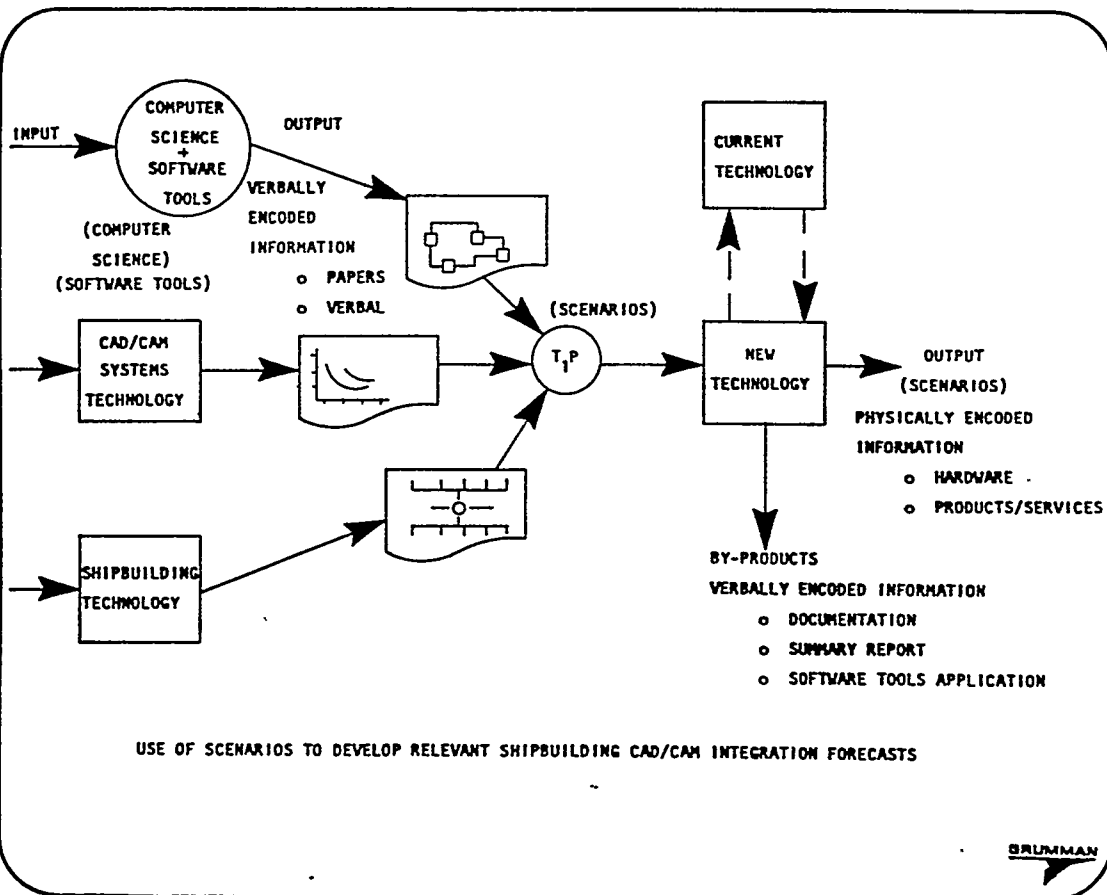 INPUT
COMPUTER
SCIENCE
+
SOFTWARE
TOOLS
OUTPUT
(COMPUTER
SCIENCE)
(SOFTWARE TOOLS)
VERBALLY
ENCODED
INFORMATION
o PAPERS
o VERBAL
CAD/CAM
SYSTEMS
TECHNOLOGY
SHIPBUILDING
TECHNOLOGY
(SCENARIOS)
T1P
CURRENT
TECHNOLOGY
NEW
TECHNOLOGY
OUTPUT
(SCENARIOS)
PHYSICALLY ENCODED
INFORMATION
o HARDWARE
o PRODUCTS/SERVICES
BY-PRODUCTS
VERBALLY ENCODED INFORMATION
o DOCUMENTATION
o SUMMARY REPORT
o SOFTWARE TOOLS APPLICATION
USE OF SCENARIOS TO DEVELOP RELEVANT SHIPBUILDING CAD/CAM INTEGRATION FORECASTS
GRUMMAN